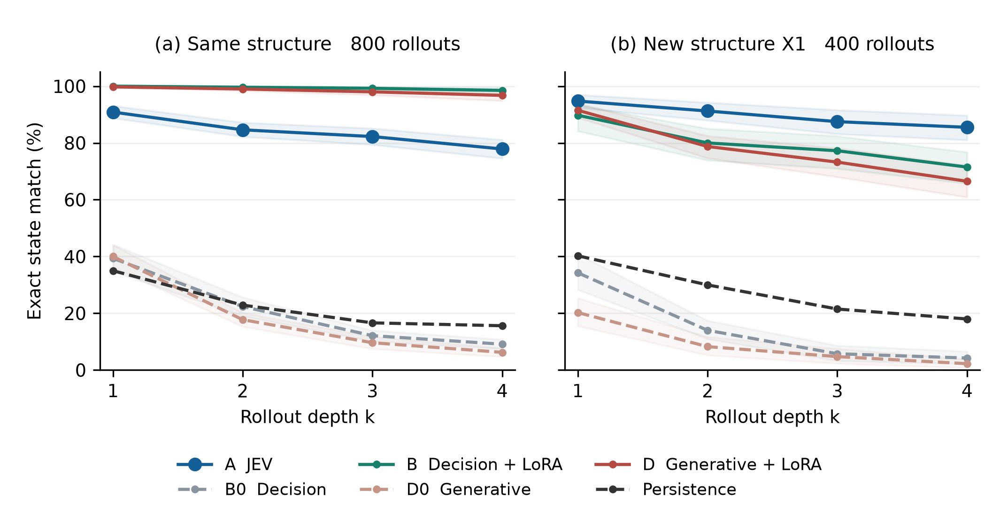 (a) Same structure   800 rollouts
(b) New structure X1   400 rollouts
Exact state match (%)
100
80
60
40
20
0
1 2 3 4
1 2 3 4
Rollout depth k
Rollout depth k
A  JEV
B  Decision + LoRA
D  Generative + LoRA
B0  Decision
D0  Generative
Persistence